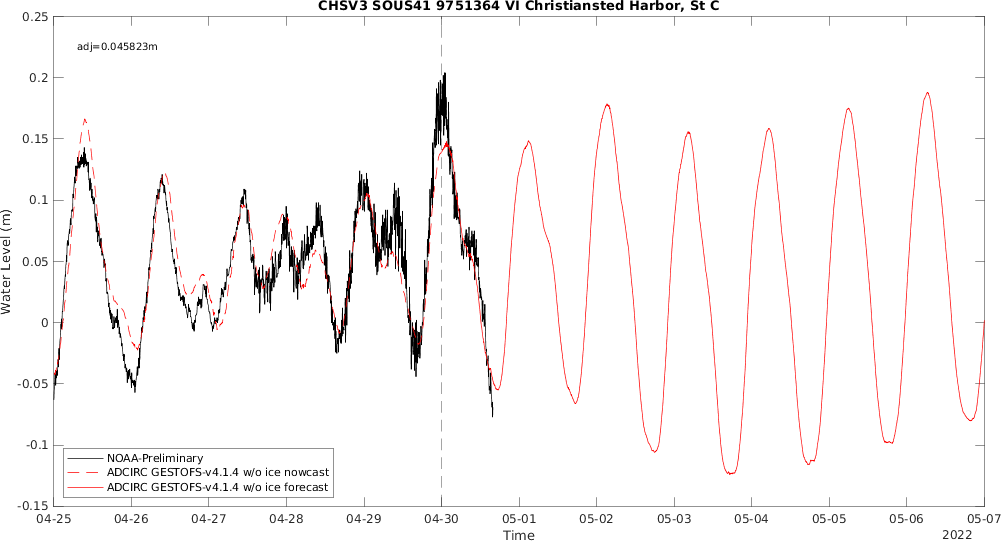 CHSV3 SOUS41 9751364 VI Christiansted Harbor, St C
adj=0.045823m
0.25
0.2
0.15
0.1
0.05
0
-0.05
-0.1
-0.15
Water Level (m)
NOAA-Preliminary
ADCIRC GESTOFS-v4.1.4 w/o ice nowcast
ADCIRC GESTOFS-v4.1.4 w/o ice forecast
04-25 04-26 04-27 04-28 04-29 04-30 05-01 05-02 05-03 05-04 05-05 05-06 05-07
Time
2022